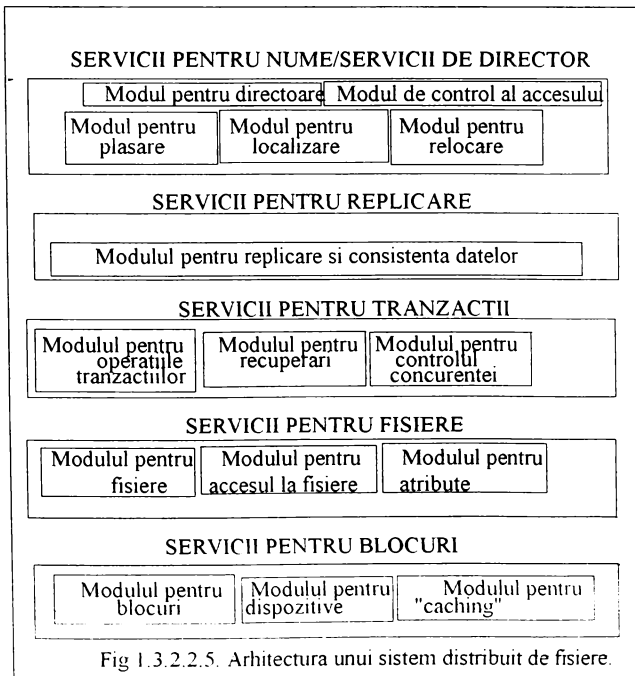 SERVICII PENTRU NUME/SERVICII DE DIRECTOR
Modul pentru directoare Modul de control al accesului
Modul pentru plasare
Modul pentru localizare
Modul pentru relocare
SERVICII PENTRU REPLICARE
Modulul pentru replicare si consistenta datelor
SERVICII PENTRU TRANZACTII
Modulul pentru operatiile tranzactiilor
Modulul pentru recuperari
Modulul pentru controlul concurentei
SERVICII PENTRU FISIERE
Modulul pentru fisiere
Modulul pentru accesul la fisiere
Modulul pentru atribute
SERVICII PENTRU BLOCURI
Modulul pentru blocuri
Modulul pentru dispozitive
Modulul pentru "caching"
Fig 1.3.2.2.5. Arhitectura unui sistem distribuit de fisiere.